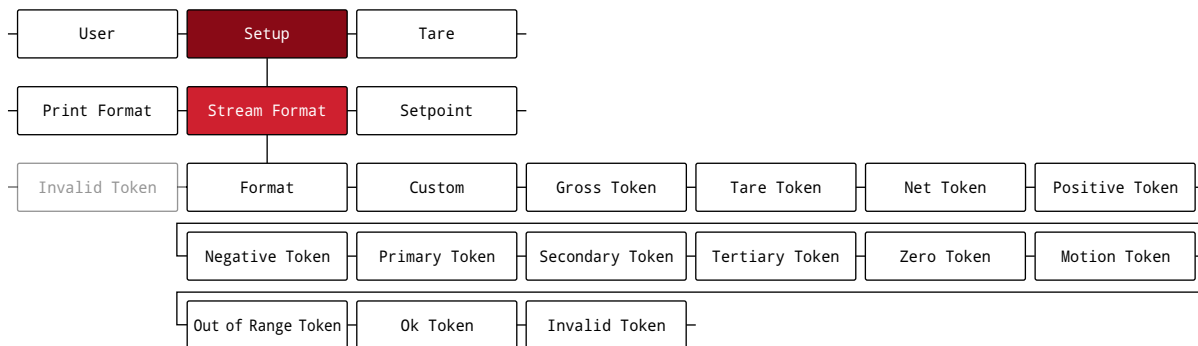 User Setup Tare
Print Format Stream Format Setpoint
Invalid Token Format Custom Gross Token Tare Token Net Token Positive Token
Negative Token Primary Token Secondary Token Tertiary Token Zero Token Motion Token
Out of Range Token Ok Token Invalid Token